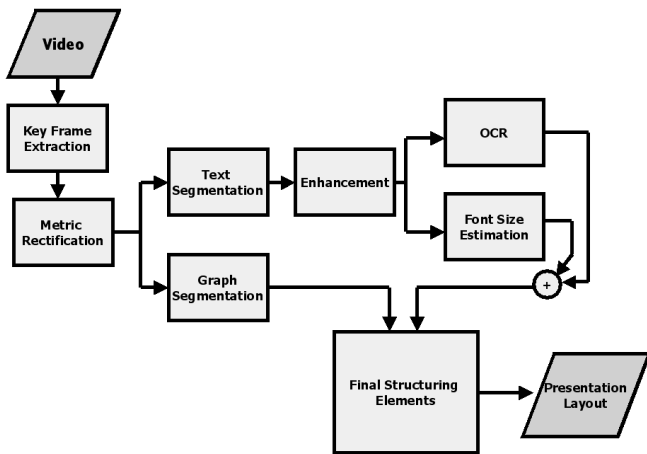 Video
Key Frame
Extraction
Metric
Rectification
Text
Segmentation
Enhancement
OCR
Font Size
Estimation
Graph
Segmentation
+
Final Structuring
Elements
Presentation
Layout